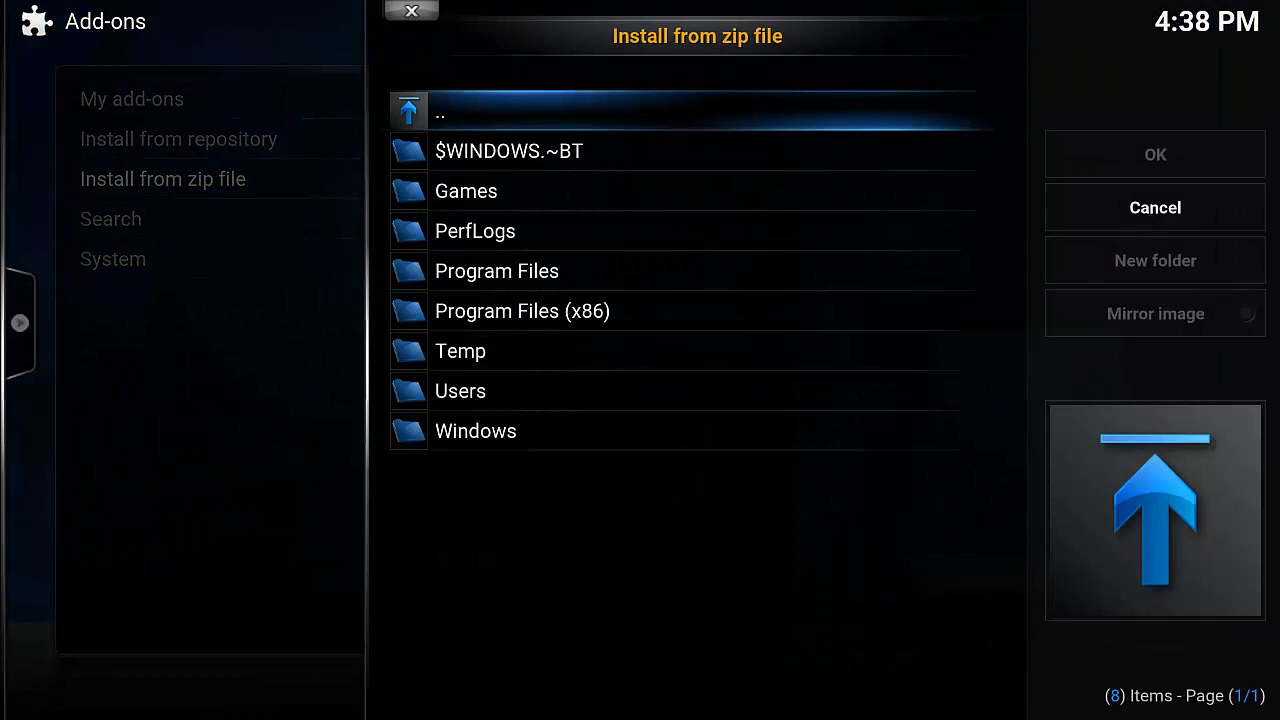 Add-ons
Install from zip file
4:38 PM
My add-ons
Install from repository
Install from zip file
Search
System
..
$WINDOWS.~BT
Games
PerfLogs
Program Files
Program Files (x86)
Temp
Users
Windows
OK
Cancel
New folder
Mirror image
(8) Items - Page (1/1)